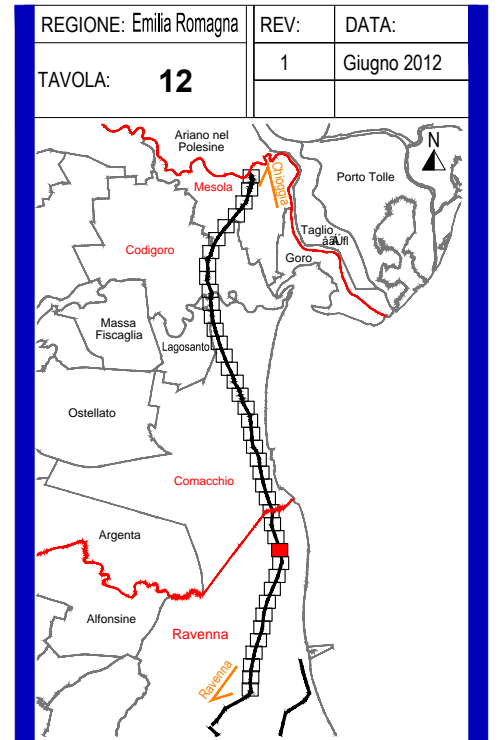 REGIONE: Emilia Romagna
REV:
DATA:
TAVOLA:
12
1
Giugno 2012
Ariano nel
Polesine
N
Mesola
Chioggia
Porto Tolle
Codigoro
Taglio
Goro
Massa
Fiscaglia
Lagosanto
Ostellato
Comacchio
Argenta
Alfonsine
Ravenna
Ravenna